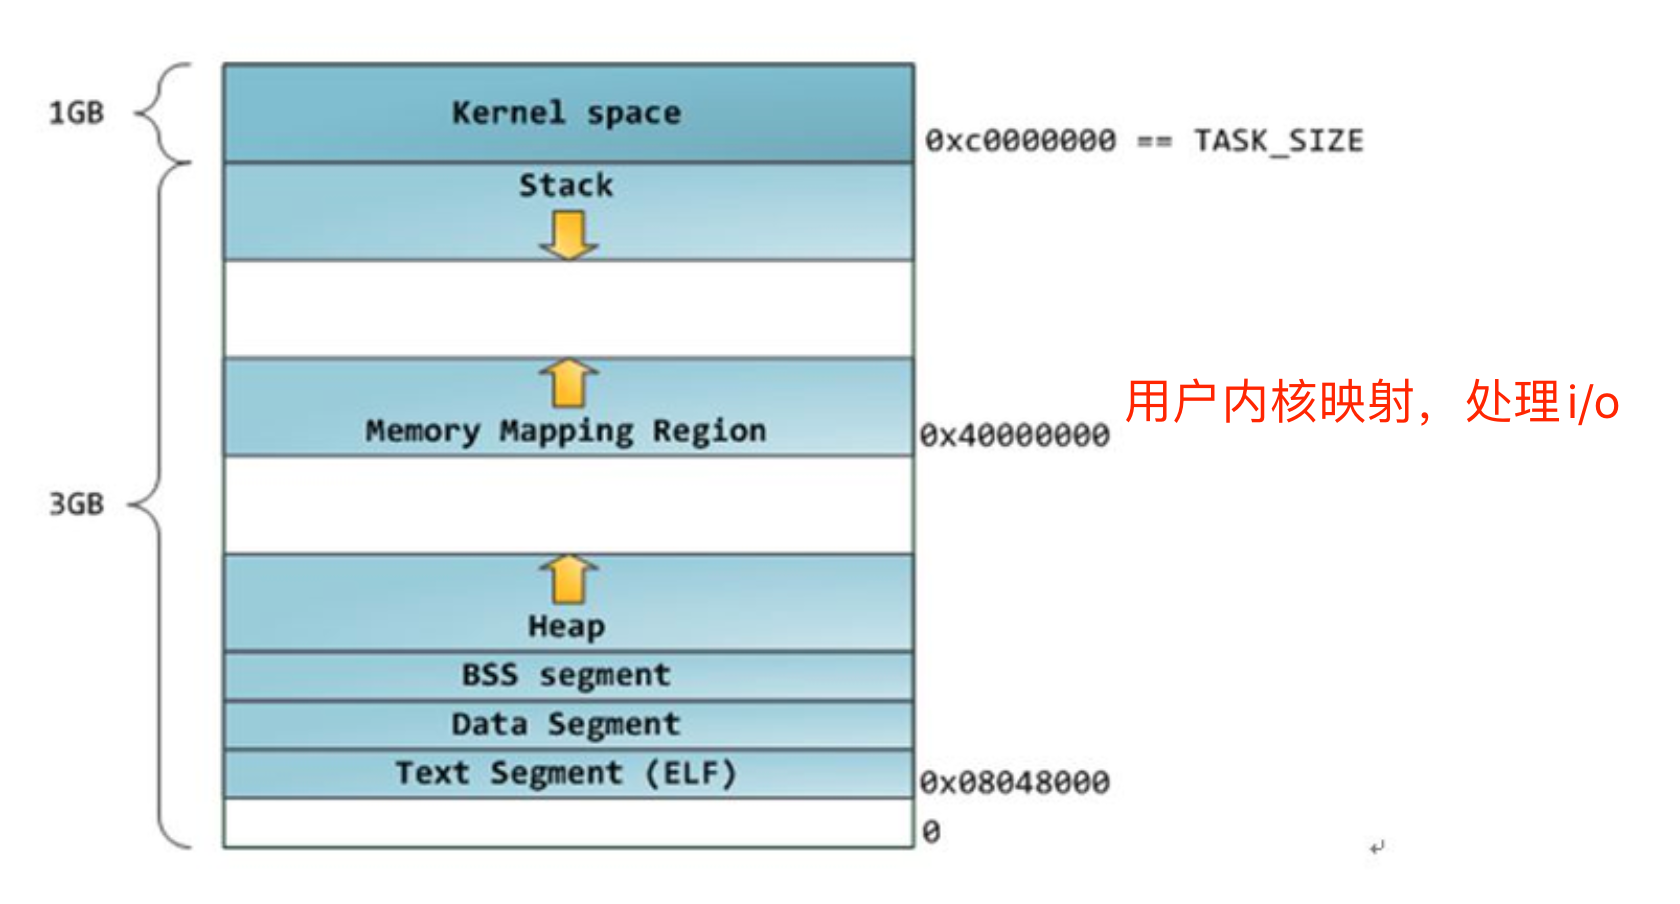 1GB
Kernel space
0xc0000000 == TASK_SIZE
Stack
用户内核映射，处理i/o
Memory Mapping Region
0x40000000
3GB
Heap
BSS segment
Data Segment
Text Segment (ELF)
0x08048000
0
↵